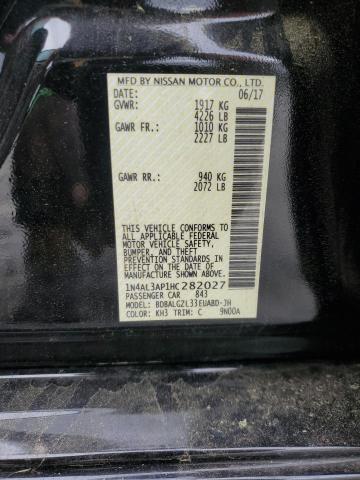 MFD BY NISSAN MOTOR CO., LTD.
DATE: 06/17
GVWR: 1917 KG
4226 LB
GAWR FR: 1010 KG
2227 LB
GAWR RR: 940 KG
2072 LB
THIS VEHICLE CONFORMS TO
ALL APPLICABLE FEDERAL
MOTOR VEHICLE SAFETY,
BUMPER, AND THEFT
PREVENTION STANDARDS IN
EFFECT ON THE DATE OF
MANUFACTURE SHOWN ABOVE.
1N4AL3AP1HC282027
PASSENGER CAR 843
MODEL: BDBALGZL33EUABD-JH
COLOR: KH3 TRIM: C 9N00A